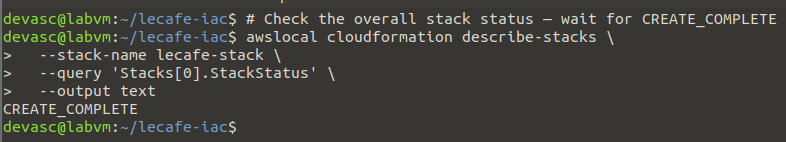 devasc@labvm:~/lecafe-iac$ # Check the overall stack status — wait for CREATE_COMPLETE
devasc@labvm:~/lecafe-iac$ awslocal cloudformation describe-stacks \
>   --stack-name lecafe-stack \
>   --query 'Stacks[0].StackStatus' \
>   --output text
CREATE_COMPLETE
devasc@labvm:~/lecafe-iac$